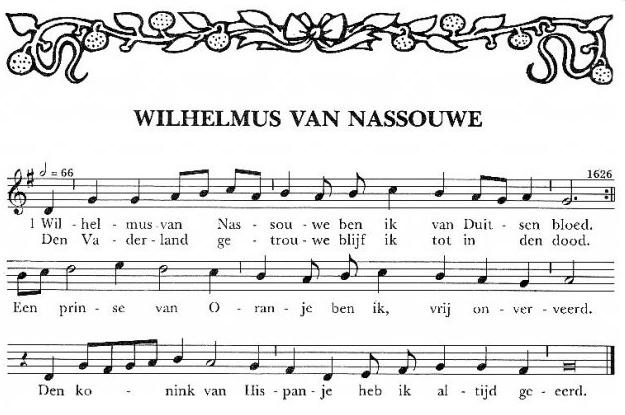 WILHELMUS VAN NASSOUWE
𝅗𝅥 = 66
1626
1 Wil - hel - mus van Nas - sou - we ben ik van Duit - sen bloed.
Den Va - der - land ge - trou - we blijf ik tot in den dood.
Een prin - se van O - ran - je ben ik, vrij on - ver - veerd.
Den ko - nink van His - pan - je heb ik al - tijd ge - eerd.